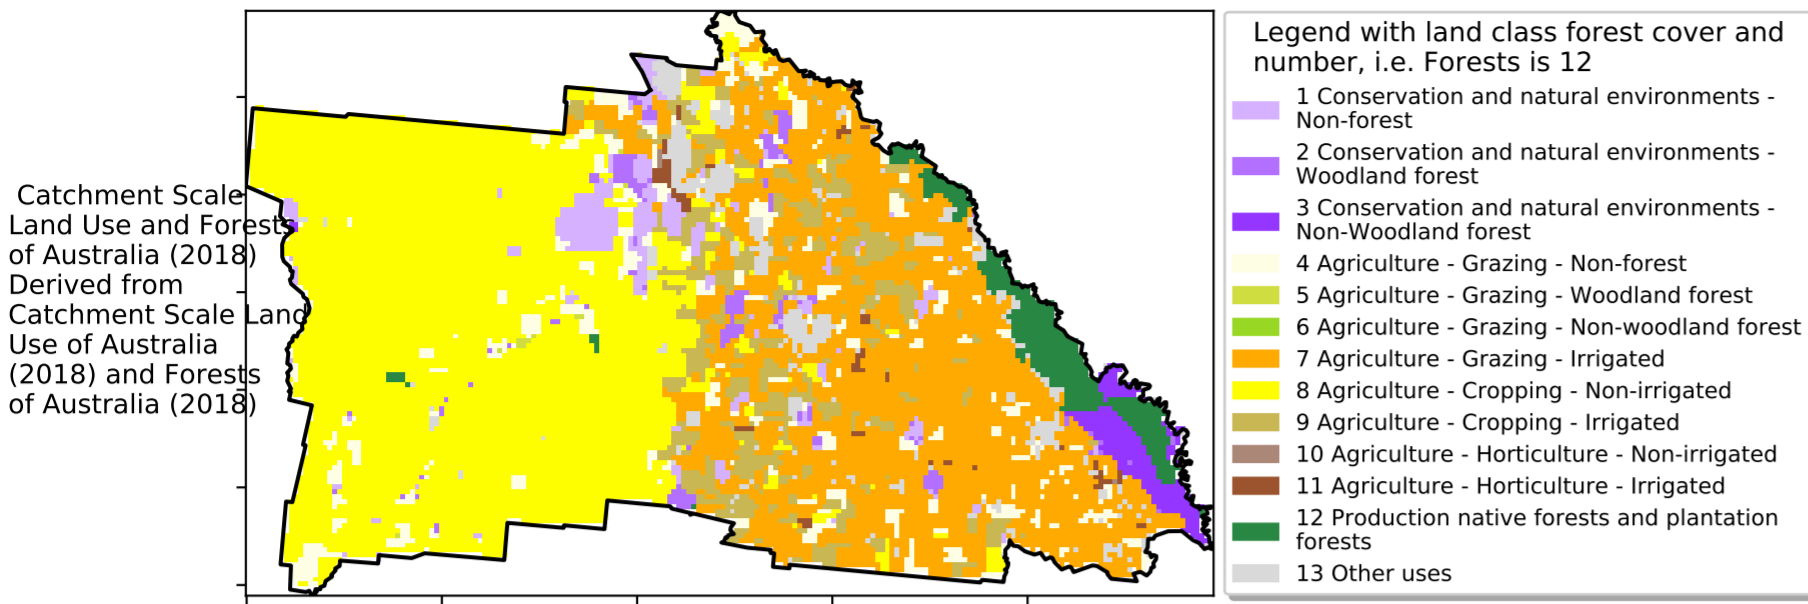 Catchment Scale
Land Use and Forests
of Australia (2018)
Derived from
Catchment Scale Land
Use of Australia
(2018) and Forests
of Australia (2018)
Legend with land class forest cover and
number, i.e. Forests is 12
1 Conservation and natural environments -
Non-forest
2 Conservation and natural environments -
Woodland forest
3 Conservation and natural environments -
Non-Woodland forest
4 Agriculture - Grazing - Non-forest
5 Agriculture - Grazing - Woodland forest
6 Agriculture - Grazing - Non-woodland forest
7 Agriculture - Grazing - Irrigated
8 Agriculture - Cropping - Non-irrigated
9 Agriculture - Cropping - Irrigated
10 Agriculture - Horticulture - Non-irrigated
11 Agriculture - Horticulture - Irrigated
12 Production native forests and plantation
forests
13 Other uses